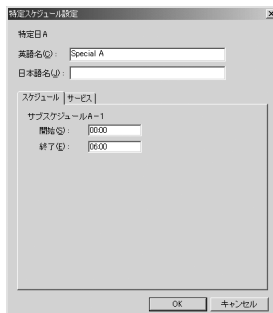 特定スケジュール設定
特定日A
英語名(C): Special A
日本語名(J):
スケジュール サービス
サブスケジュールA-1
開始(S): 00:00
終了(E): 06:00
OK キャンセル